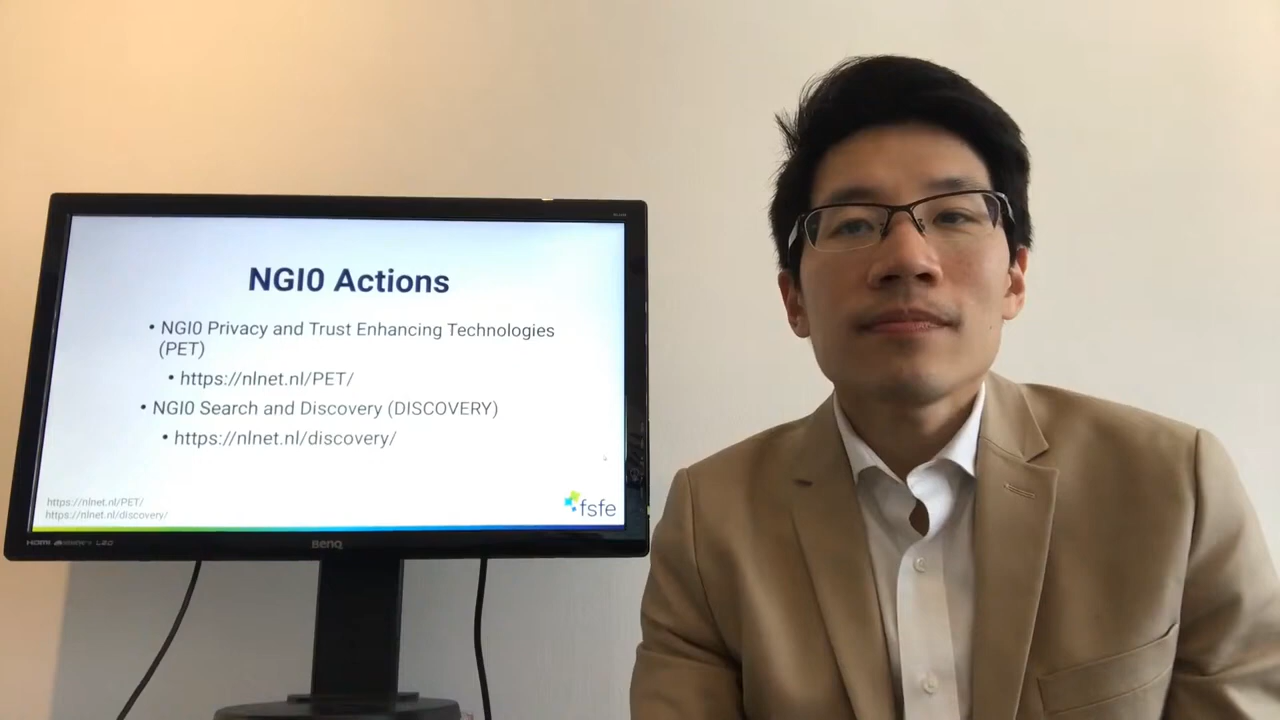 NGI0 Actions
• NGI0 Privacy and Trust Enhancing Technologies
(PET)
• https://nlnet.nl/PET/
• NGI0 Search and Discovery (DISCOVERY)
• https://nlnet.nl/discovery/
https://nlnet.nl/PET/
https://nlnet.nl/discovery/
fsfe
HDMI
BenQ